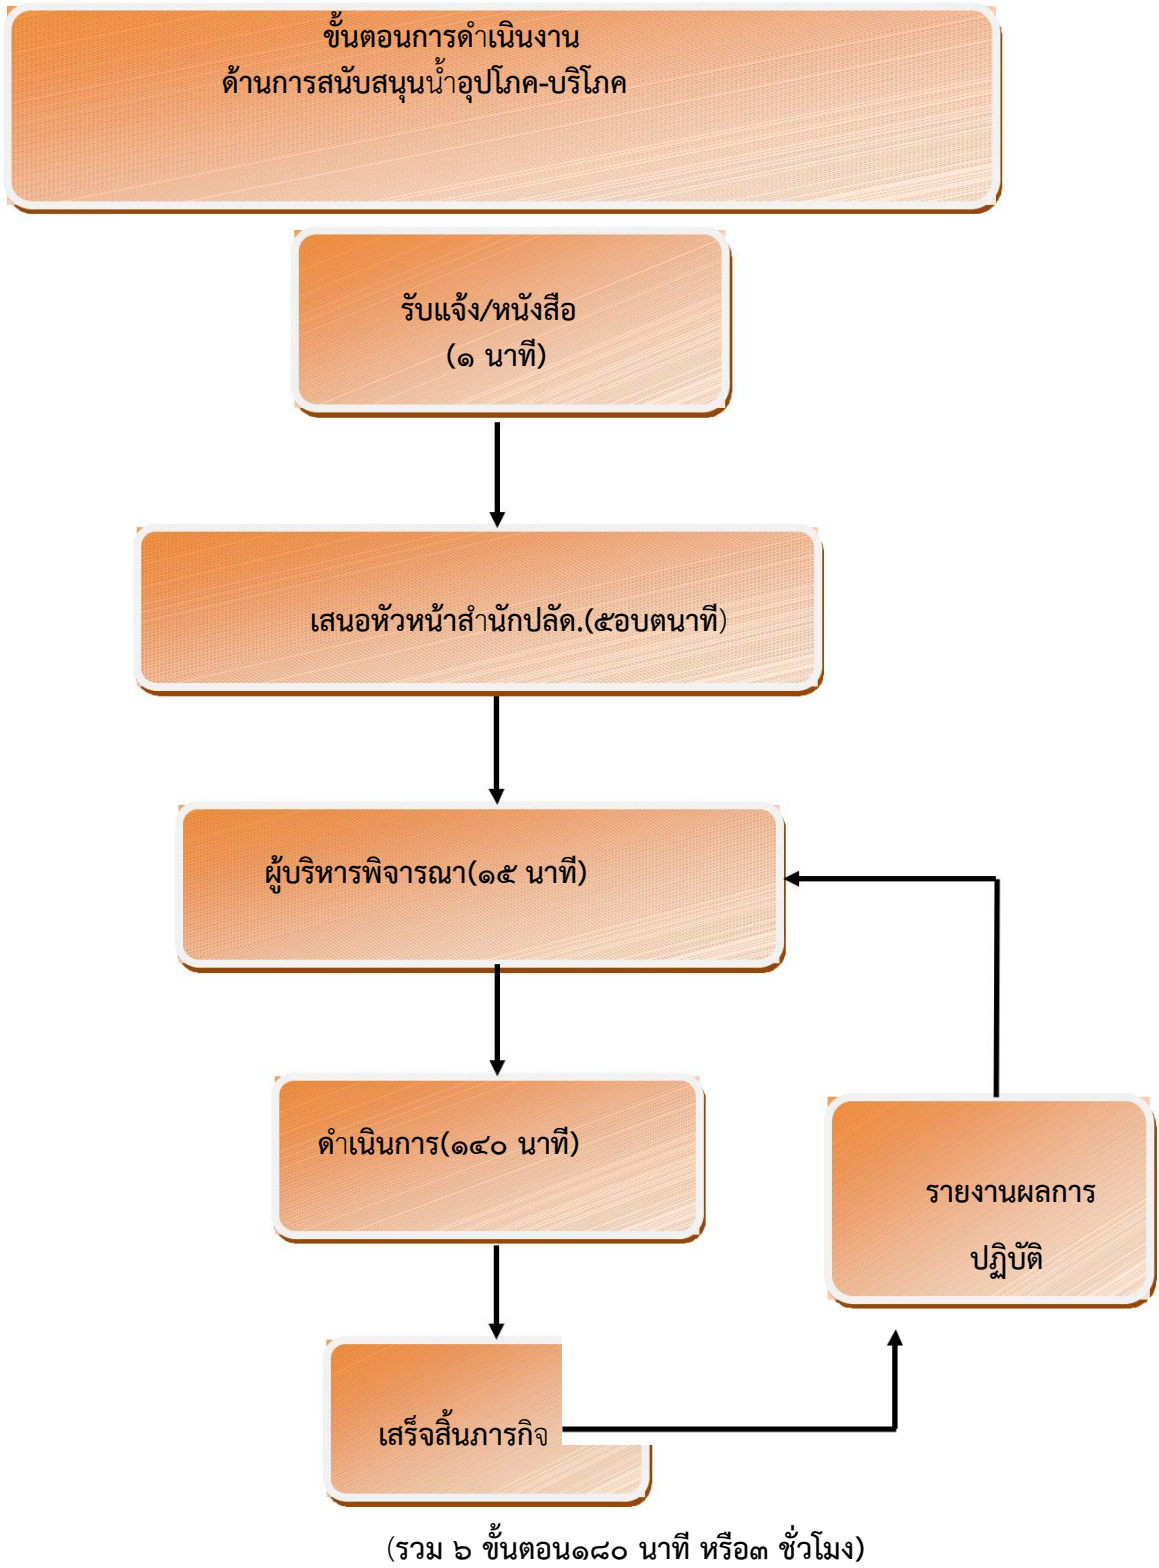 ขั้นตอนการดำเนินงาน
ด้านการสนับสนุนน้ำอุปโภค-บริโภค
รับแจ้ง/หนังสือ
(๑ นาที)
เสนอหัวหน้าสำนักปลัด.(๕อบตนาที)
ผู้บริหารพิจารณา(๑๕ นาที)
ดำเนินการ(๑๔๐ นาที)
รายงานผลการ
ปฏิบัติ
เสร็จสิ้นภารกิจ
(รวม ๖ ขั้นตอน๑๘๐ นาที หรือ๓ ชั่วโมง)